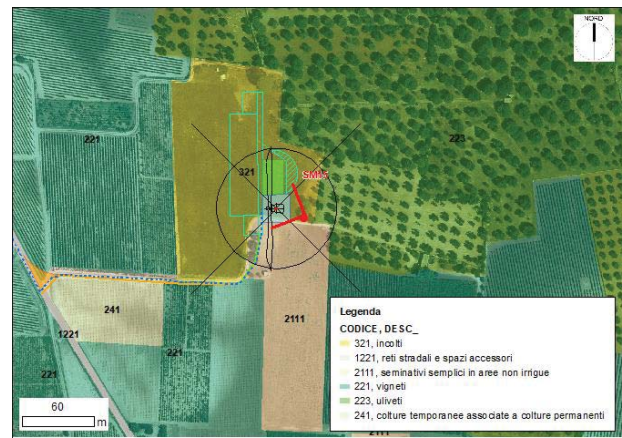 NORD
221
223
321
241
2111
1221
221
221
2111
60
m
Legenda
CODICE, DESC_
321, incolti
1221, reti stradali e spazi accessori
2111, seminativi semplici in aree non irrigue
221, vigneti
223, uliveti
241, colture temporanee associate a colture permanenti